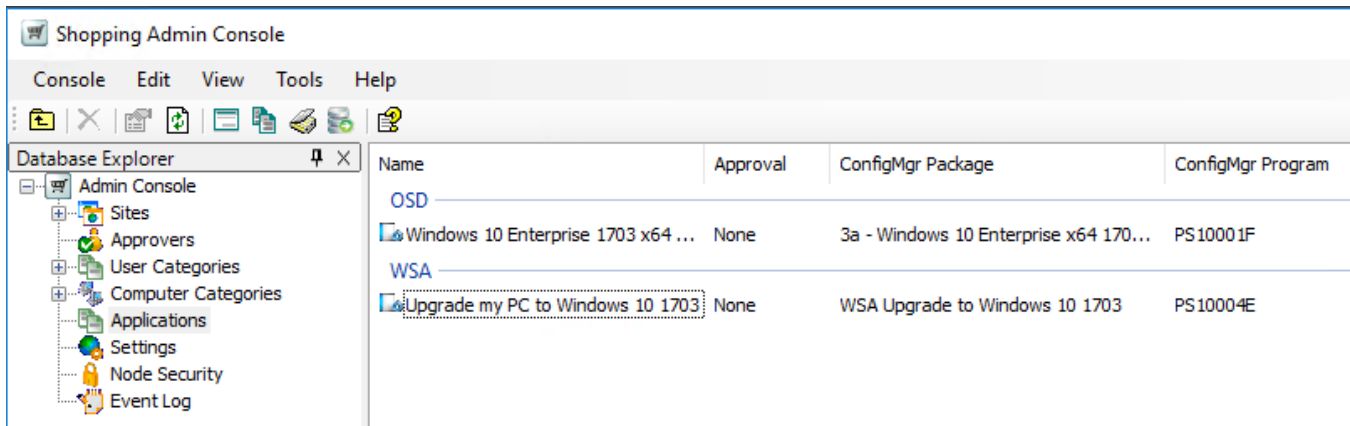 Shopping Admin Console
Console Edit View Tools Help
Database Explorer
Admin Console
Sites
Approvers
User Categories
Computer Categories
Applications
Settings
Node Security
Event Log
Name Approval ConfigMgr Package ConfigMgr Program
OSD
Windows 10 Enterprise 1703 x64 ... None 3a - Windows 10 Enterprise x64 170... PS10001F
WSA
Upgrade my PC to Windows 10 1703 None WSA Upgrade to Windows 10 1703 PS10004E